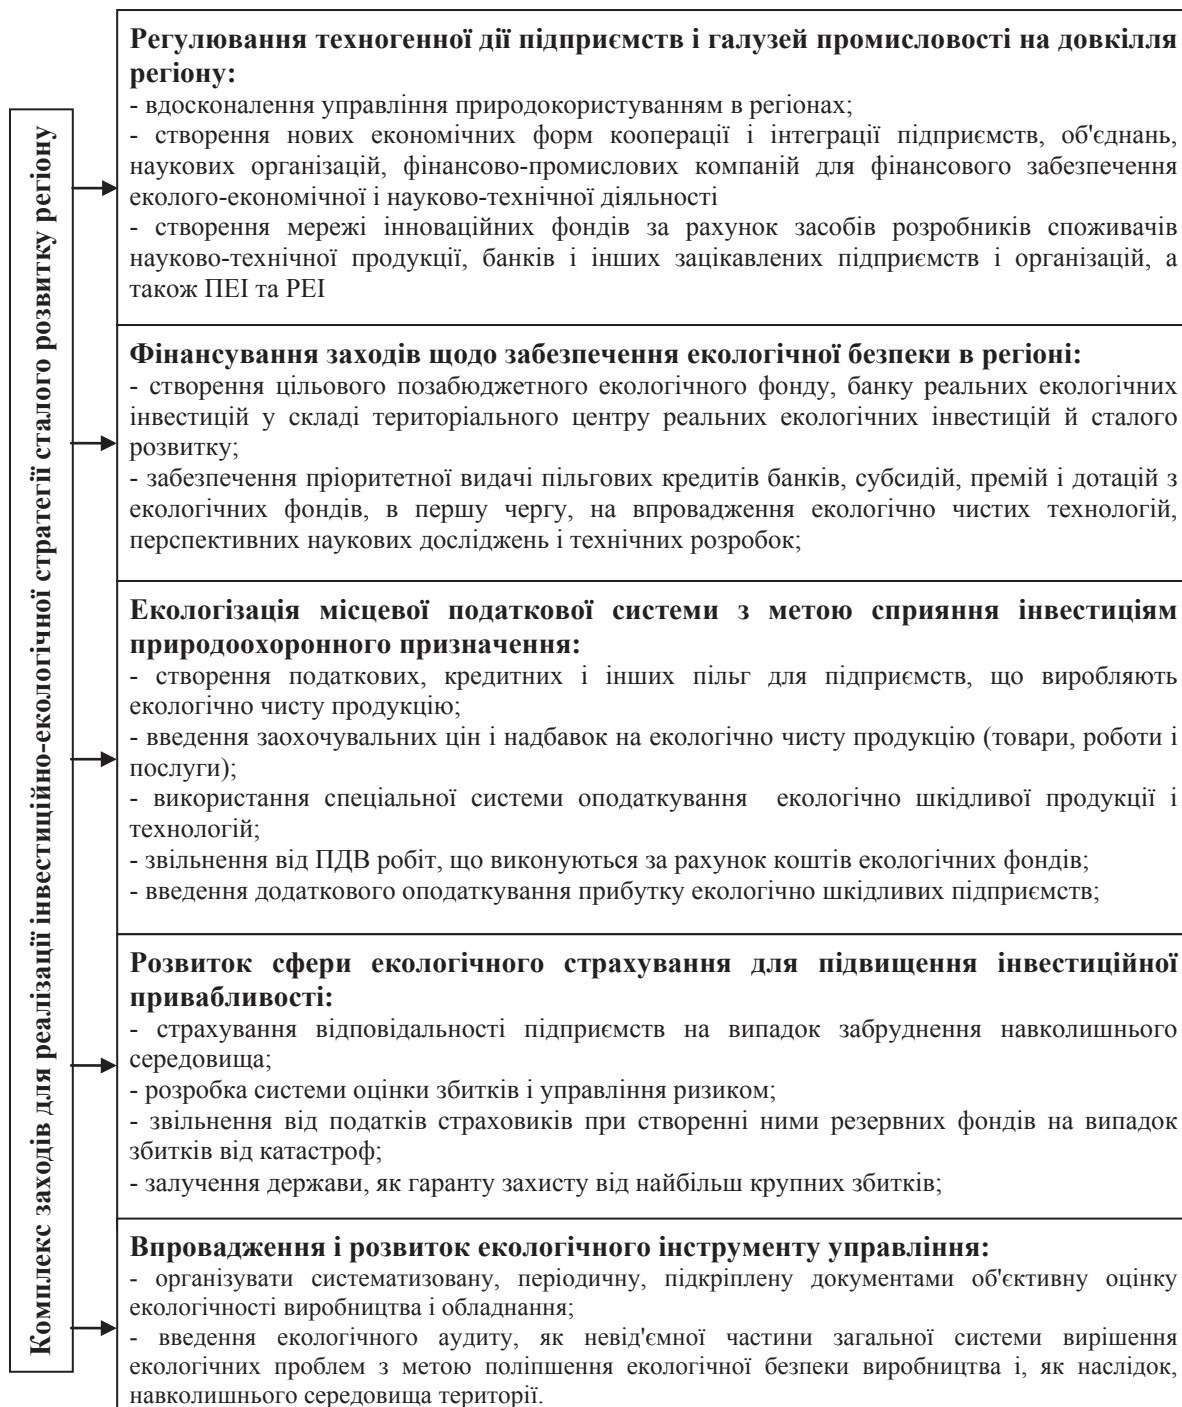 Комплекс заходів для реалізації інвестиційно-екологічної стратегії сталого розвитку регіону
Регулювання техногенної дії підприємств і галузей промисловості на довкілля
регіону:
- вдосконалення управління природокористуванням в регіонах;
- створення нових економічних форм кооперації і інтеграції підприємств, об'єднань,
наукових організацій, фінансово-промислових компаній для фінансового забезпечення
еколого-економічної і науково-технічної діяльності
- створення мережі інноваційних фондів за рахунок засобів розробників споживачів
науково-технічної продукції, банків і інших зацікавлених підприємств і організацій, а
також ПЕІ та РЕІ
Фінансування заходів щодо забезпечення екологічної безпеки в регіоні:
- створення цільового позабюджетного екологічного фонду, банку реальних екологічних
інвестицій у складі територіального центру реальних екологічних інвестицій й сталого
розвитку;
- забезпечення пріоритетної видачі пільгових кредитів банків, субсидій, премій і дотацій з
екологічних фондів, в першу чергу, на впровадження екологічно чистих технологій,
перспективних наукових досліджень і технічних розробок;
Екологізація місцевої податкової системи з метою сприяння інвестиціям
природоохоронного призначення:
- створення податкових, кредитних і інших пільг для підприємств, що виробляють
екологічно чисту продукцію;
- введення заохочувальних цін і надбавок на екологічно чисту продукцію (товари, роботи і
послуги);
- використання спеціальної системи оподаткування екологічно шкідливої продукції і
технологій;
- звільнення від ПДВ робіт, що виконуються за рахунок коштів екологічних фондів;
- введення додаткового оподаткування прибутку екологічно шкідливих підприємств;
Розвиток сфери екологічного страхування для підвищення інвестиційної
привабливості:
- страхування відповідальності підприємств на випадок забруднення навколишнього
середовища;
- розробка системи оцінки збитків і управління ризиком;
- звільнення від податків страховиків при створенні ними резервних фондів на випадок
збитків від катастроф;
- залучення держави, як гаранту захисту від найбільш крупних збитків;
Впровадження і розвиток екологічного інструменту управління:
- організувати систематизовану, періодичну, підкріплену документами об'єктивну оцінку
екологічності виробництва і обладнання;
- введення екологічного аудиту, як невід'ємної частини загальної системи вирішення
екологічних проблем з метою поліпшення екологічної безпеки виробництва і, як наслідок,
навколишнього середовища території.